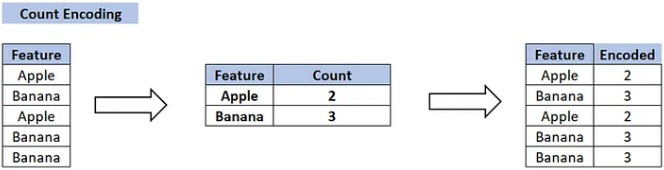 Count Encoding
Feature
Apple
Banana
Apple
Banana
Banana
Feature Count
Apple 2
Banana 3
Feature Encoded
Apple 2
Banana 3
Apple 2
Banana 3
Banana 3